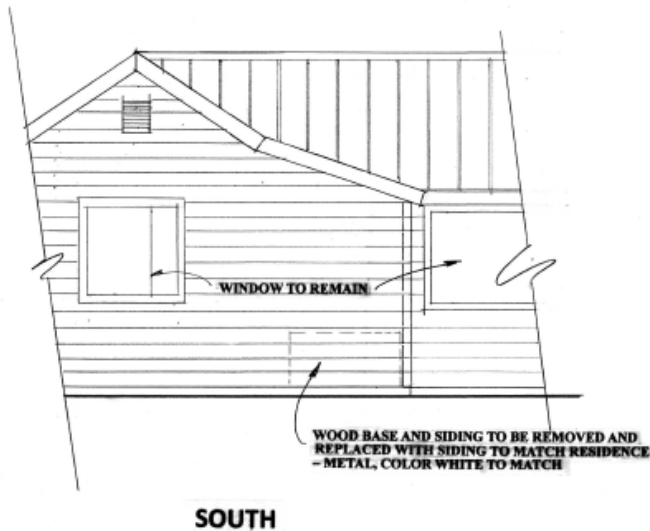 WINDOW TO REMAIN
WOOD BASE AND SIDING TO BE REMOVED AND
REPLACED WITH SIDING TO MATCH RESIDENCE
– METAL, COLOR WHITE TO MATCH
SOUTH